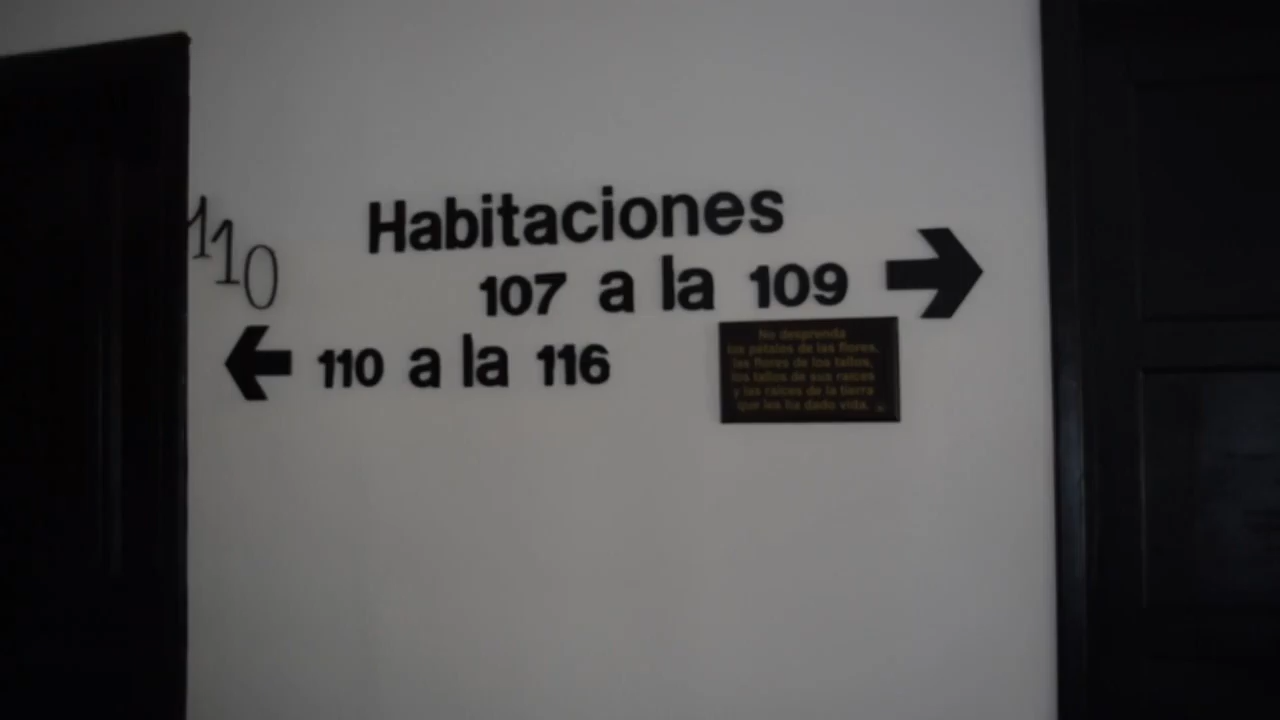 110
Habitaciones
107 a la 109
110 a la 116
No desprenda
los pétalos de las flores,
las flores de los tallos,
los tallos de sus raíces
y las raíces de la tierra
que les ha dado vida.